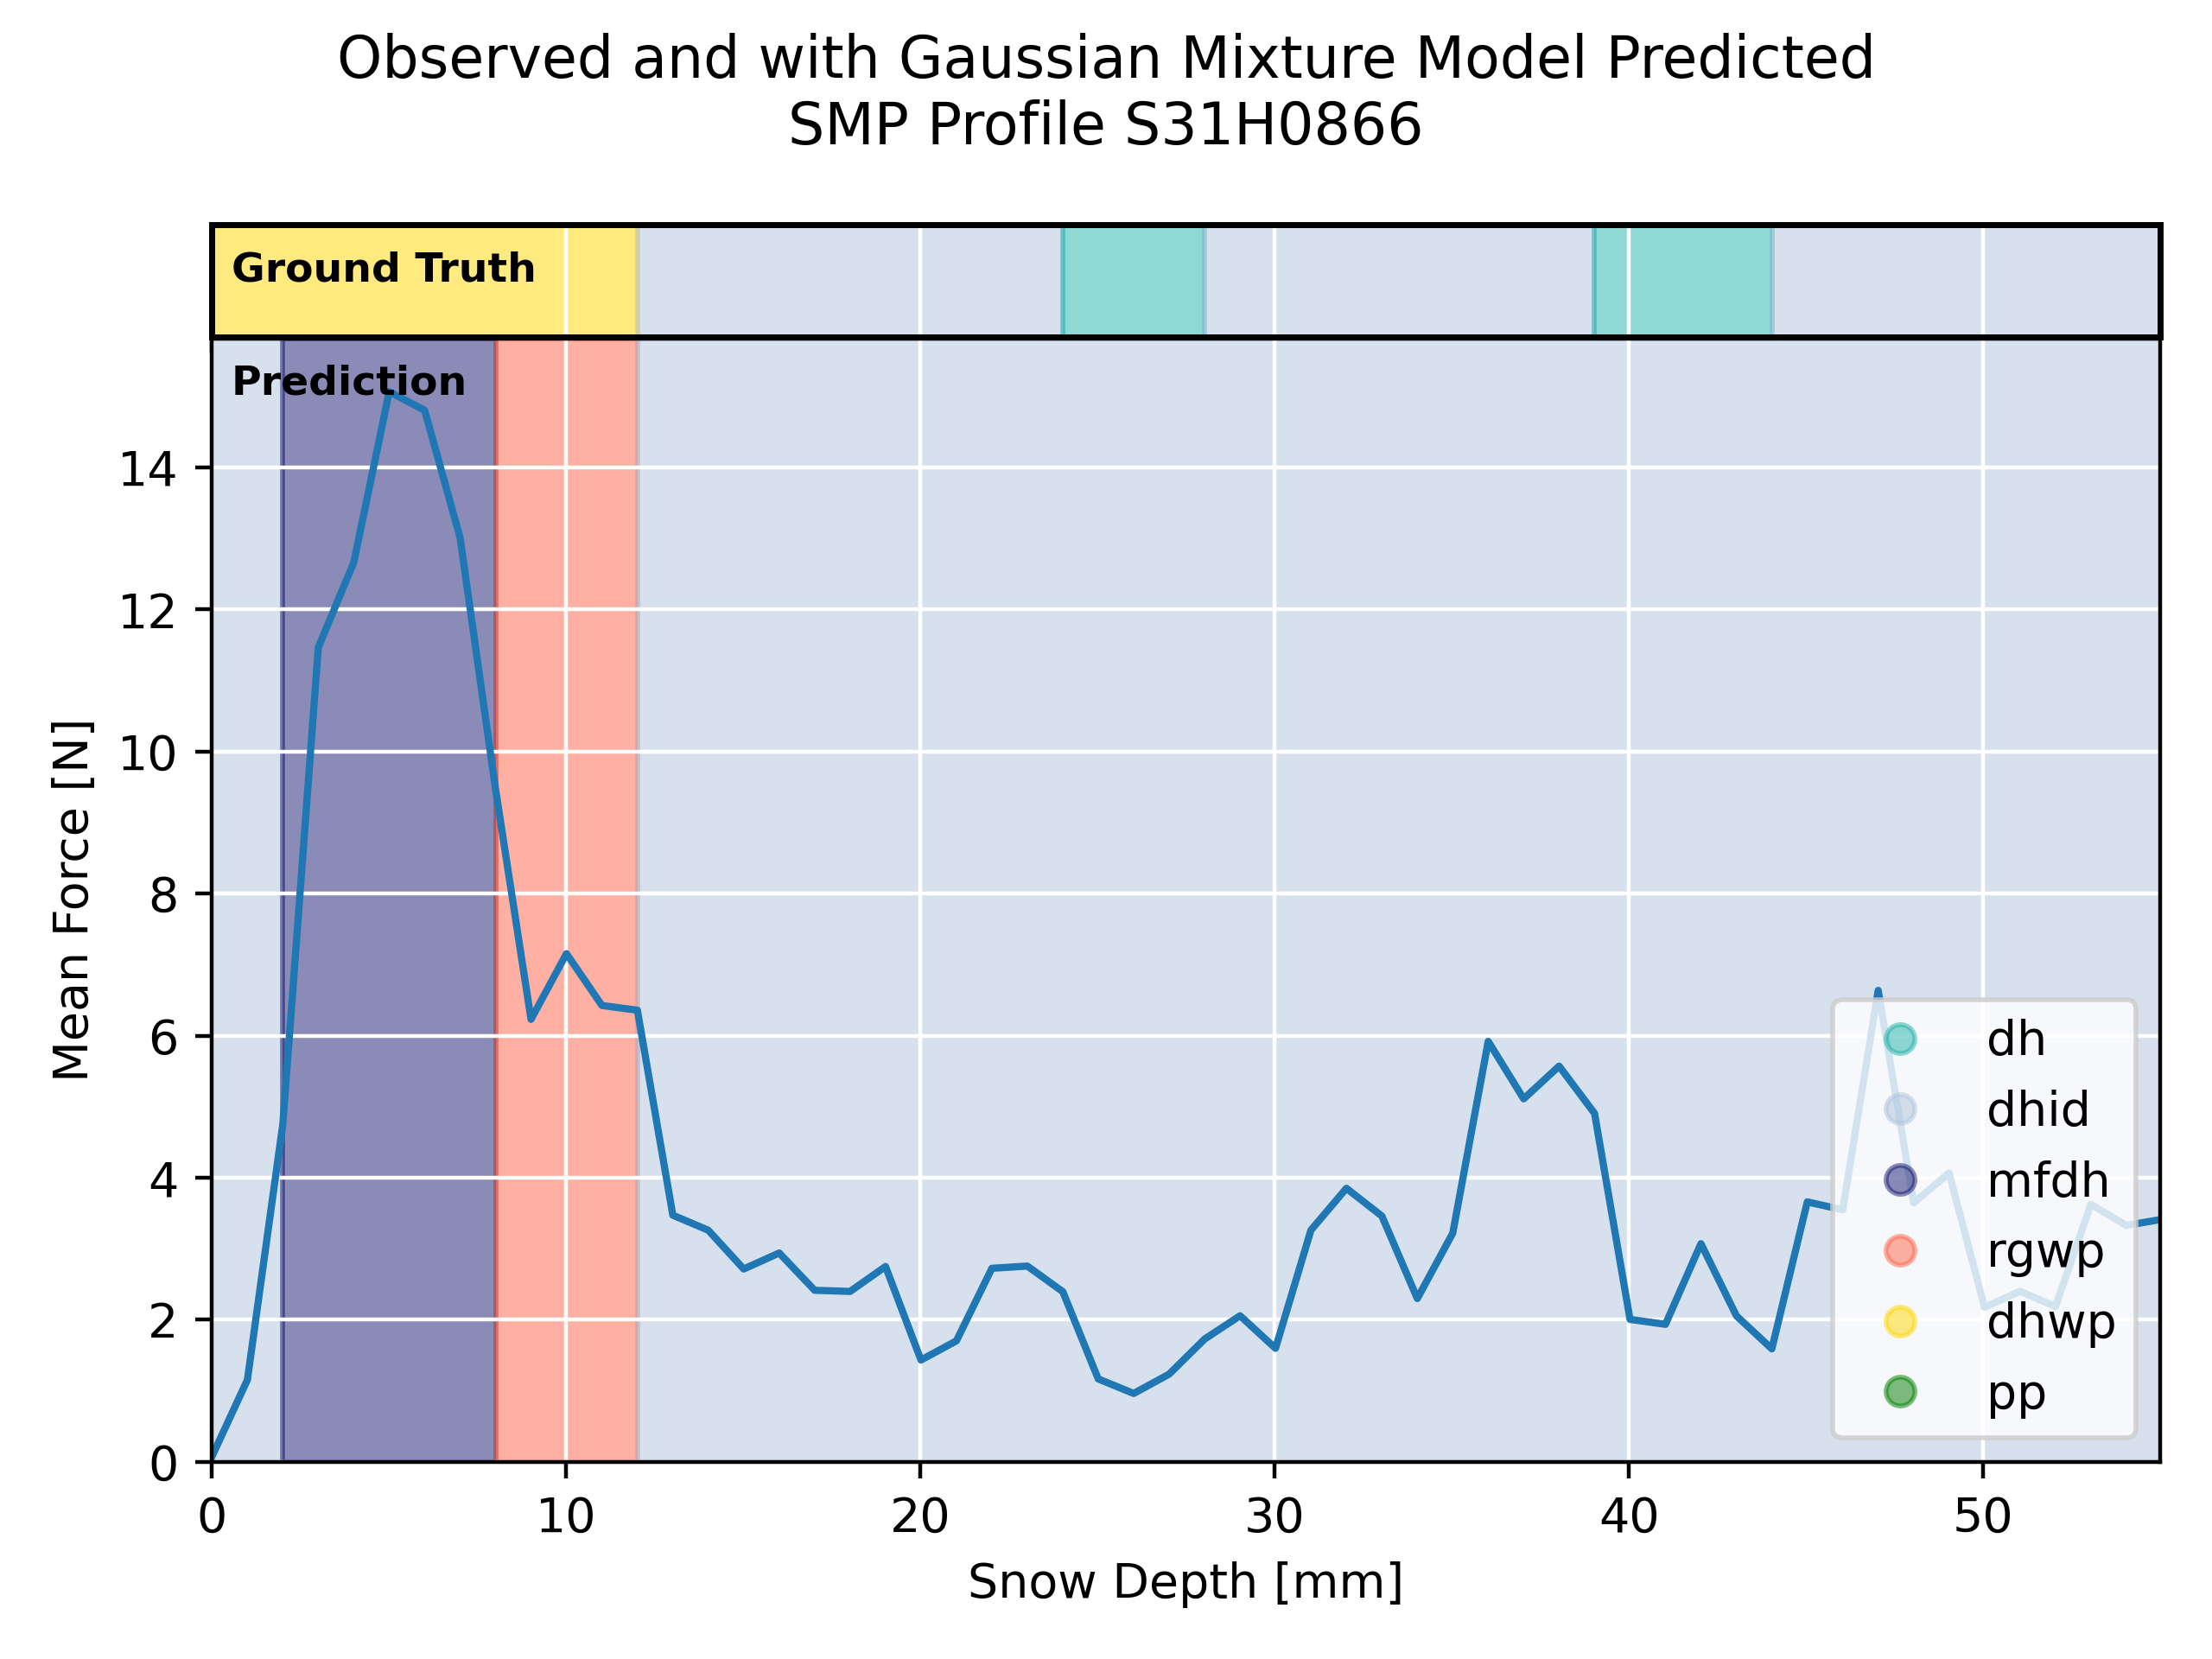 Observed and with Gaussian Mixture Model Predicted
SMP Profile S31H0866
Ground Truth
Prediction
Mean Force [N]
14
12
10
8
6
4
2
0
dh
dhid
mfdh
rgwp
dhwp
pp
0 10 20 30 40 50
Snow Depth [mm]